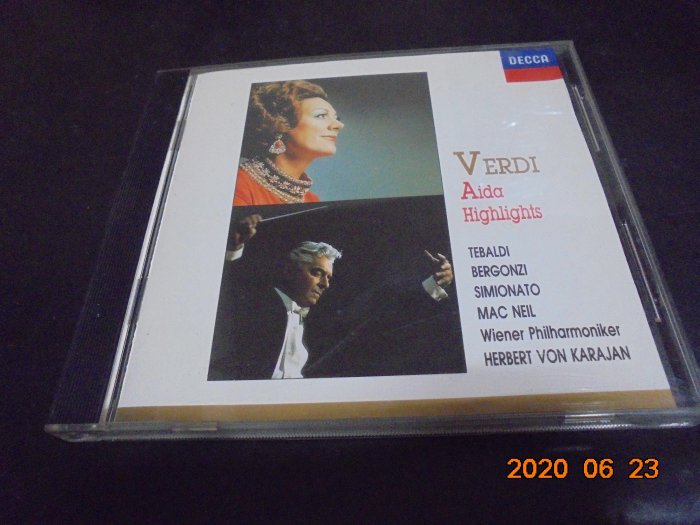 DECCA
VERDI
Aida
Highlights
TEBALDI
BERGONZI
SIMIONATO
MAC NEIL
Wiener Philharmoniker
HERBERT VON KARAJAN
2020 06 23